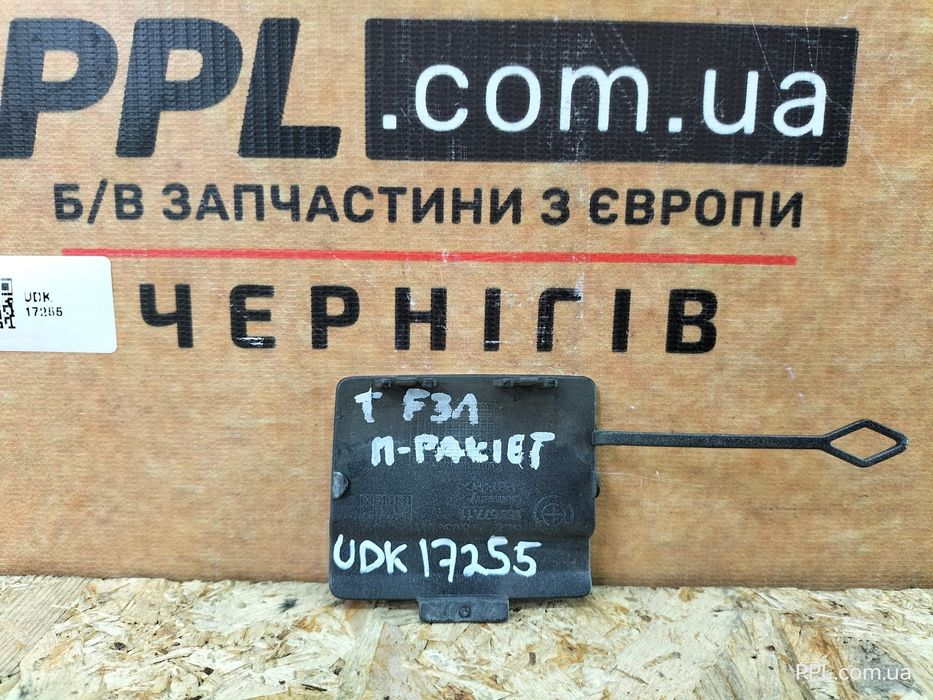 PPL .com.ua
Б/В ЗАПЧАСТИНИ З ЄВРОПИ
ЧЕРНІГІВ
UDK
17255
T F31
M-PAKIET
UDK 17255
PPL.com.ua